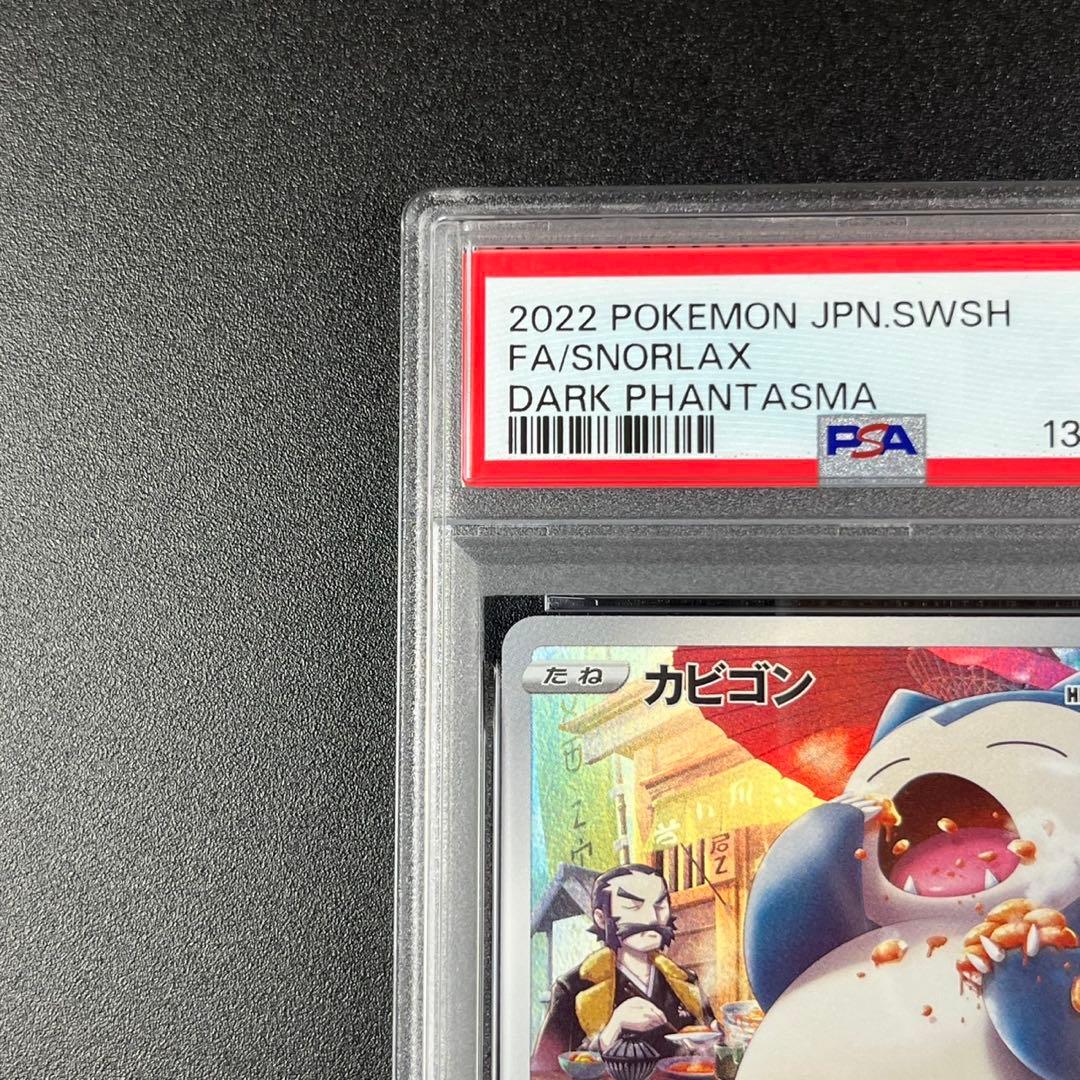 2022 POKEMON JPN.SWSH
FA/SNORLAX
DARK PHANTASMA
PSA
13
たね
カビゴン
H